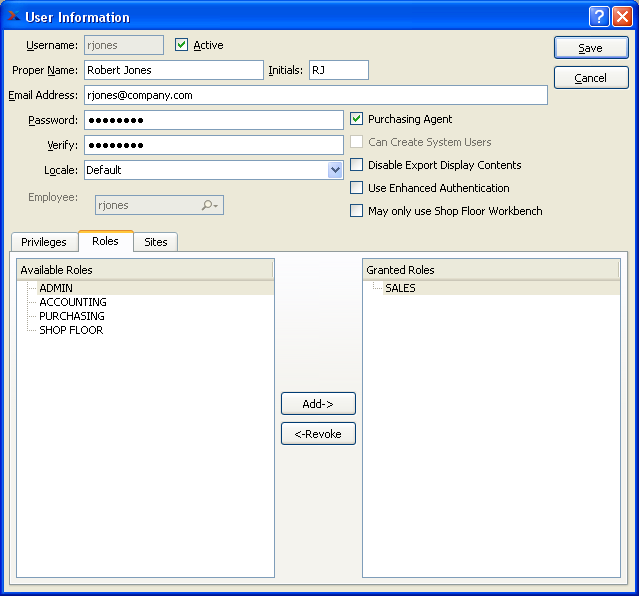 User Information
Username: rjones Active Save
Proper Name: Robert Jones Initials: RJ
Cancel
Email Address: rjones@company.com
Password: ●●●●●●●● Purchasing Agent
Verify: ●●●●●●●● Can Create System Users
Locale: Default Disable Export Display Contents
Use Enhanced Authentication
Employee: rjones
May only use Shop Floor Workbench
Privileges Roles Sites
Available Roles Granted Roles
ADMIN SALES
ACCOUNTING
PURCHASING
SHOP FLOOR
Add->
<-Revoke